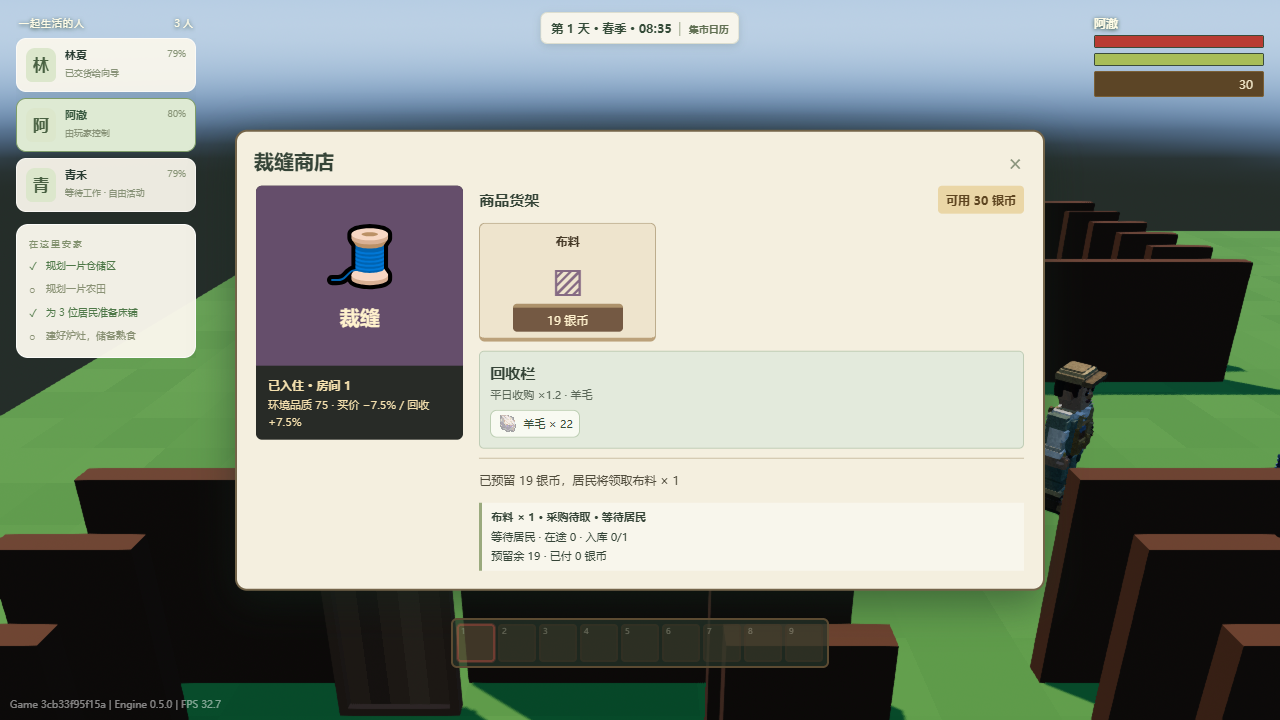 一起生活的人 3 人
林
林夏 79%
已交货给向导
阿
阿澈 80%
由玩家控制
青
青禾 79%
等待工作 · 自由活动
在这里安家
✓ 规划一片仓储区
○ 规划一片农田
✓ 为 3 位居民准备床铺
○ 建好炉灶，储备熟食
第 1 天 • 春季 • 08:35 | 集市日历
阿澈
30
裁缝商店
×
裁缝
已入住 • 房间 1
环境品质 75 · 买价 −7.5% / 回收
+7.5%
商品货架
可用 30 银币
布料
19 银币
回收栏
平日收购 ×1.2 · 羊毛
羊毛 × 22
已预留 19 银币，居民将领取布料 × 1
布料 × 1 • 采购待取 • 等待居民
等待居民 · 在途 0 · 入库 0/1
预留余 19 · 已付 0 银币
1 2 3 4 5 6 7 8 9
Game 3cb33f95f15a | Engine 0.5.0 | FPS 32.7